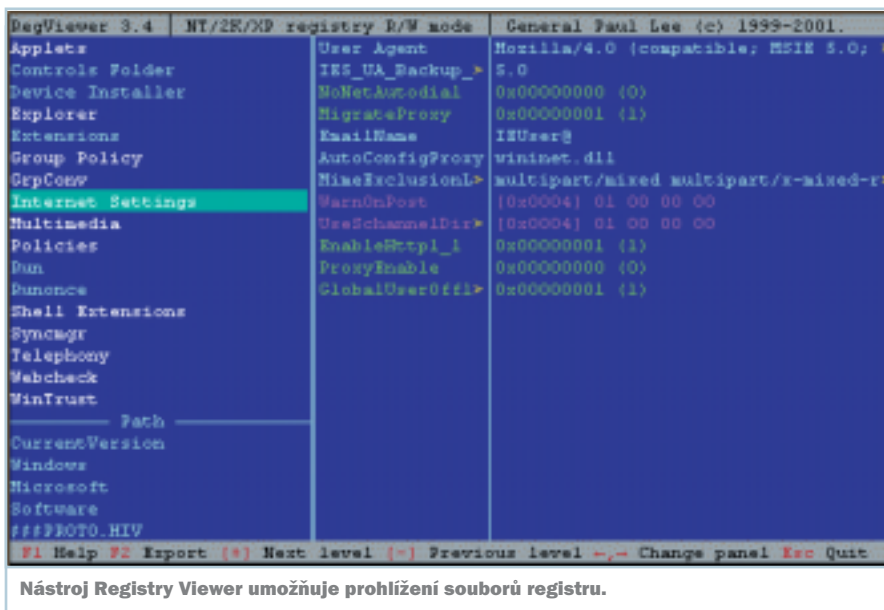 RegViewer 3.4 NT/2K/XP registry R/W mode General Paul Lee (c) 1999-2001.
Applets
Controls Folder
Device Installer
Explorer
Extensions
Group Policy
GrpConv
Internet Settings
Multimedia
Policies
Run
Runonce
Shell Extensions
Syncmgr
Telephony
Webcheck
WinTrust
Path
CurrentVersion
Windows
Microsoft
Software
###PROTO.HIV
User Agent Mozilla/4.0 (compatible; MSIE 5.0;
IE5_UA_Backup_> 5.0
NoNetAutodial 0x00000000 (0)
MigrateProxy 0x00000001 (1)
EmailName IEUser@
AutoConfigProxy wininet.dll
MimeExclusionL> multipart/mixed multipart/x-mixed-r>
WarnOnPost [0x0004] 01 00 00 00
UseSchannelDir> [0x0004] 01 00 00 00
EnableHttp1_1 0x00000001 (1)
ProxyEnable 0x00000000 (0)
GlobalUserOffl> 0x00000001 (1)
F1 Help F2 Export [+] Next level [-] Previous level ←,→ Change panel Esc Quit
Nástroj Registry Viewer umožňuje prohlížení souborů registru.